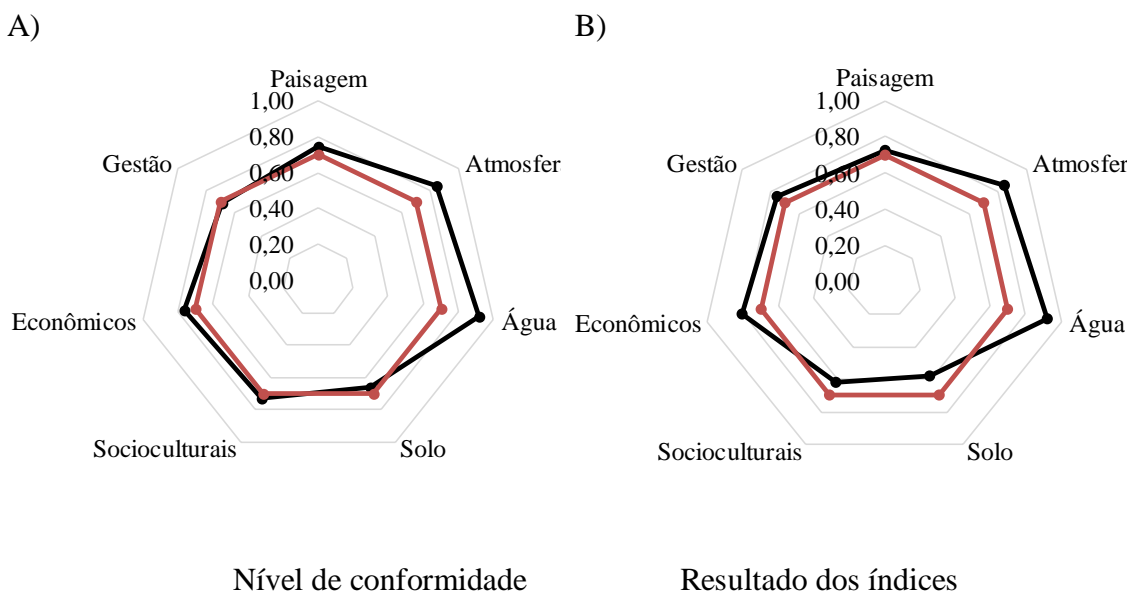 A)
Paisagem
1,00
0,80
0,60
0,40
0,20
0,00
Gestão
Atmosfer
Econômicos
Água
Socioculturais
Solo
B)
Paisagem
1,00
0,80
0,60
0,40
0,20
0,00
Gestão
Atmosfer
Econômicos
Água
Socioculturais
Solo
Nível de conformidade
Resultado dos índices